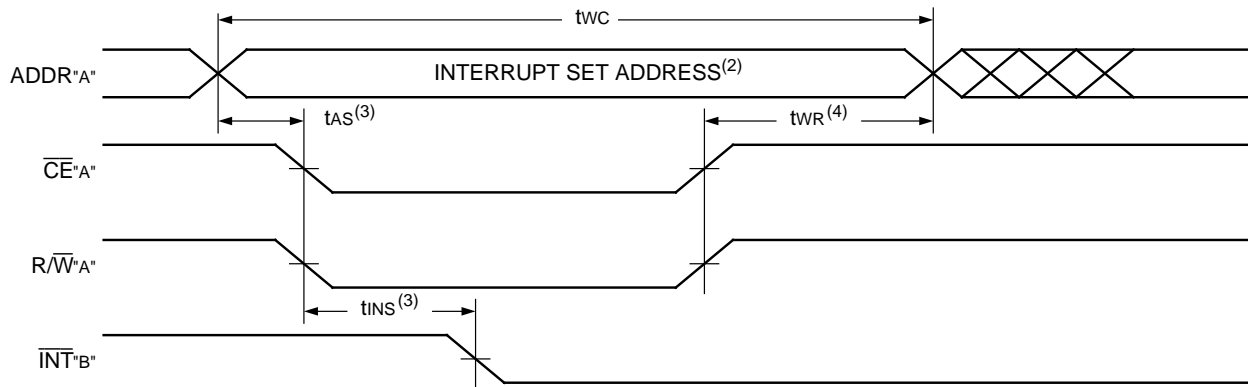 tWC
ADDR"A"
INTERRUPT SET ADDRESS(2)
tAS(3)
tWR(4)
CE"A"
R/W"A"
tINS(3)
INT"B"